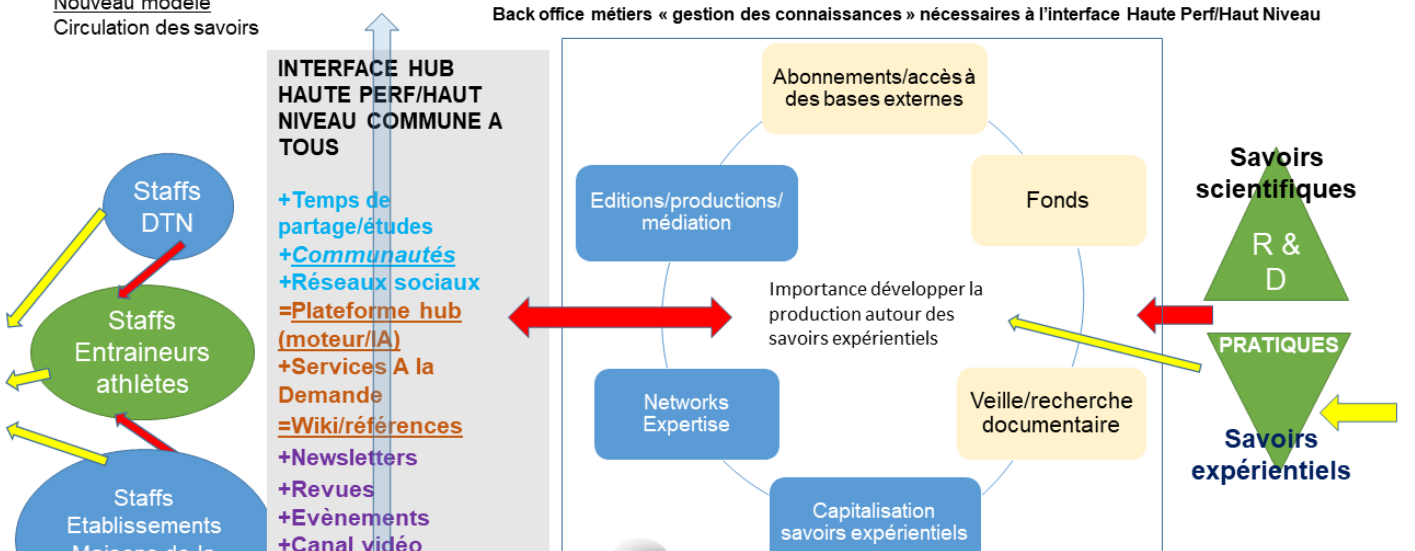 Nouveau modèle
Circulation des savoirs
Back office métiers « gestion des connaissances » nécessaires à l'interface Haute Perf/Haut Niveau
Staffs
DTN
Staffs
Entraineurs
athlètes
Staffs
Etablissements
Maisons de la
INTERFACE HUB
HAUTE PERF/HAUT
NIVEAU COMMUNE A
TOUS
+Temps de
partage/études
+Communautés
+Réseaux sociaux
=Plateforme hub
(moteur/IA)
+Services A la
Demande
=Wiki/références
+Newsletters
+Revues
+Evènements
+Canal vidéo
Abonnements/accès à
des bases externes
Editions/productions/
médiation
Fonds
Importance développer la
production autour des
savoirs expérientiels
Networks
Expertise
Veille/recherche
documentaire
Capitalisation
savoirs expérientiels
Savoirs
scientifiques
R &
D
PRATIQUES
Savoirs
expérientiels